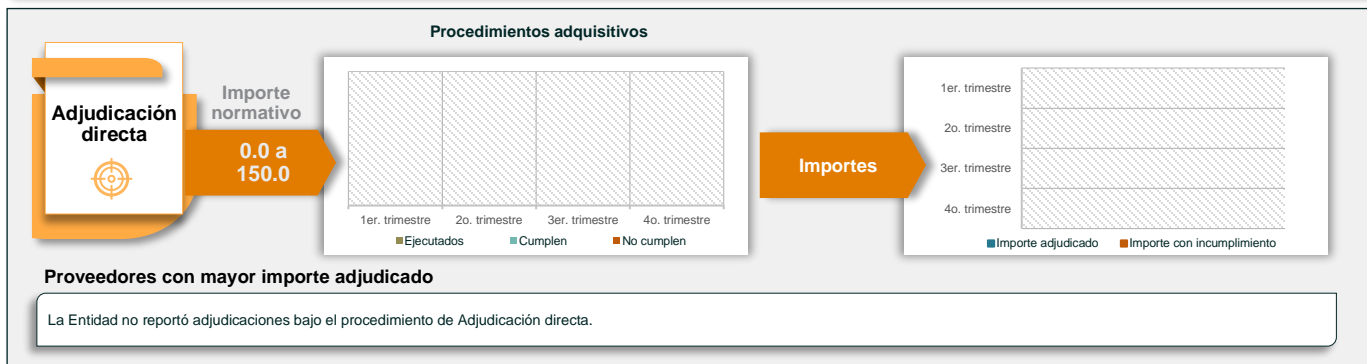 Procedimientos adquisitivos
Adjudicación
directa
Importe
normativo
0.0 a
150.0
1er. trimestre 2o. trimestre 3er. trimestre 4o. trimestre
Ejecutados Cumplen No cumplen
Importes
1er. trimestre
2o. trimestre
3er. trimestre
4o. trimestre
Importe adjudicado Importe con incumplimiento
Proveedores con mayor importe adjudicado
La Entidad no reportó adjudicaciones bajo el procedimiento de Adjudicación directa.